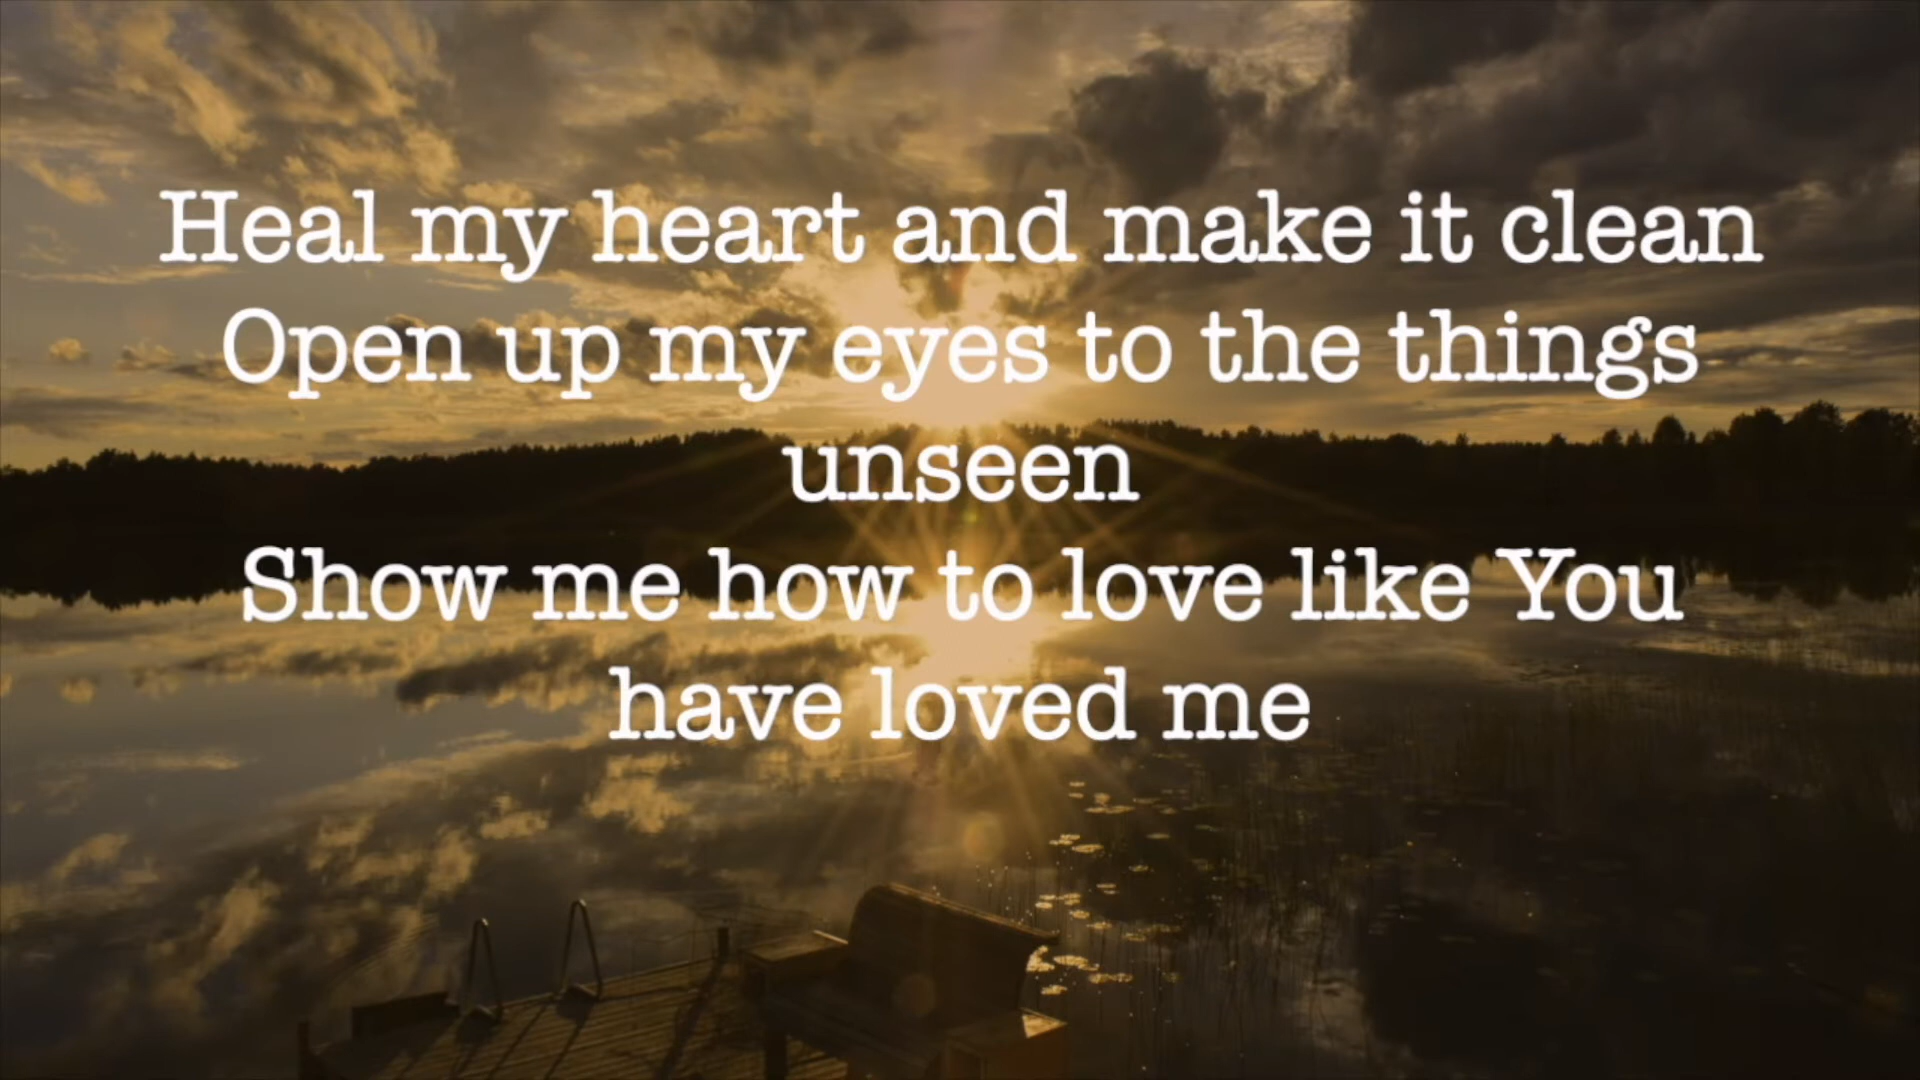 Heal my heart and make it clean
Open up my eyes to the things
unseen
Show me how to love like You
have loved me